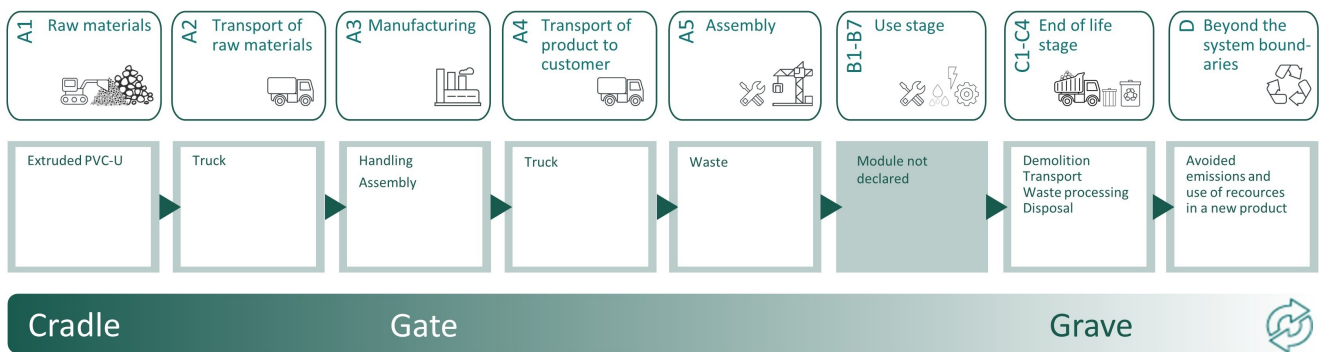 A1 Raw materials
A2 Transport of
raw materials
A3 Manufacturing
A4 Transport of
product to
customer
A5 Assembly
B1-B7 Use stage
C1-C4 End of life
stage
D Beyond the
system bound-
aries
Extruded PVC-U
Truck
Handling
Assembly
Truck
Waste
Module not
declared
Demolition
Transport
Waste processing
Disposal
Avoided
emissions and
use of recources
in a new product
Cradle
Gate
Grave